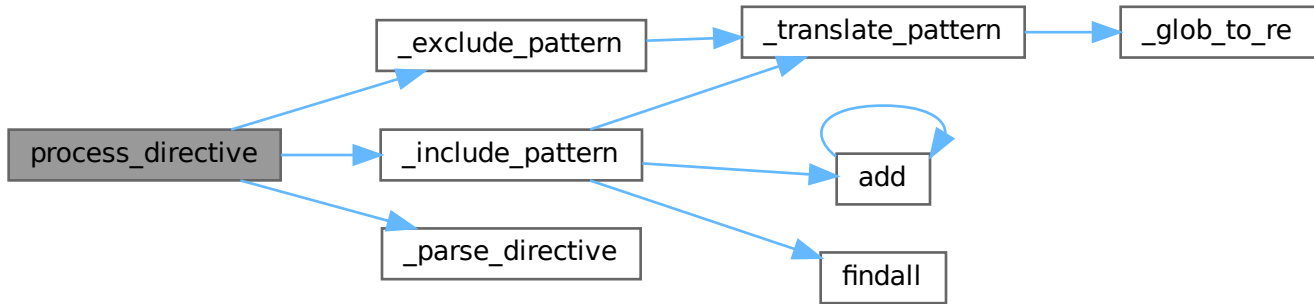 process_directive
_exclude_pattern
_include_pattern
_parse_directive
_translate_pattern
add
findall
_glob_to_re